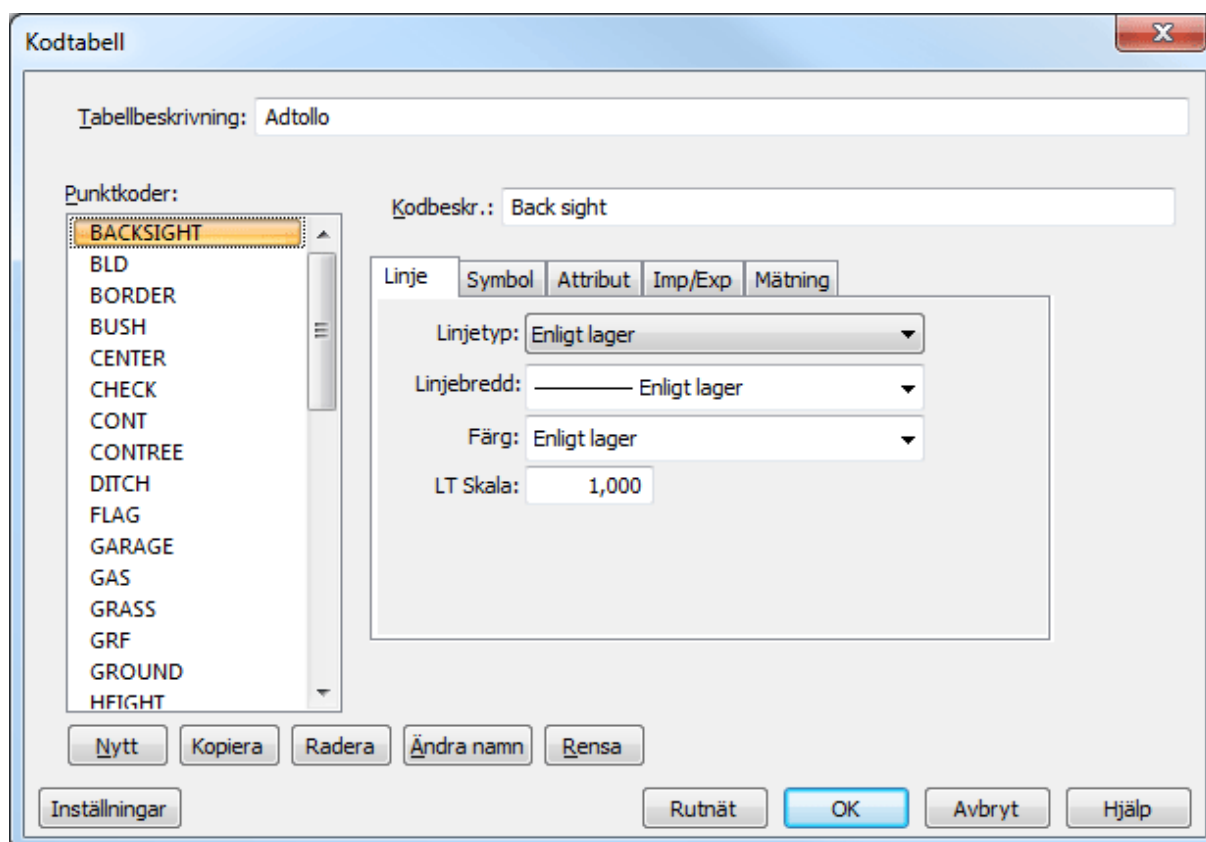 Kodtabell
Tabellbeskrivning: Adtollo
Punktkoder:
BACKSIGHT
BLD
BORDER
BUSH
CENTER
CHECK
CONT
CONTREE
DITCH
FLAG
GARAGE
GAS
GRASS
GRF
GROUND
HEIGHT
Kodbeskr.: Back sight
Linje Symbol Attribut Imp/Exp Mätning
Linjetyp: Enligt lager
Linjebredd: Enligt lager
Färg: Enligt lager
LT Skala: 1,000
Nytt Kopiera Radera Ändra namn Rensa
Inställningar Rutnät OK Avbryt Hjälp